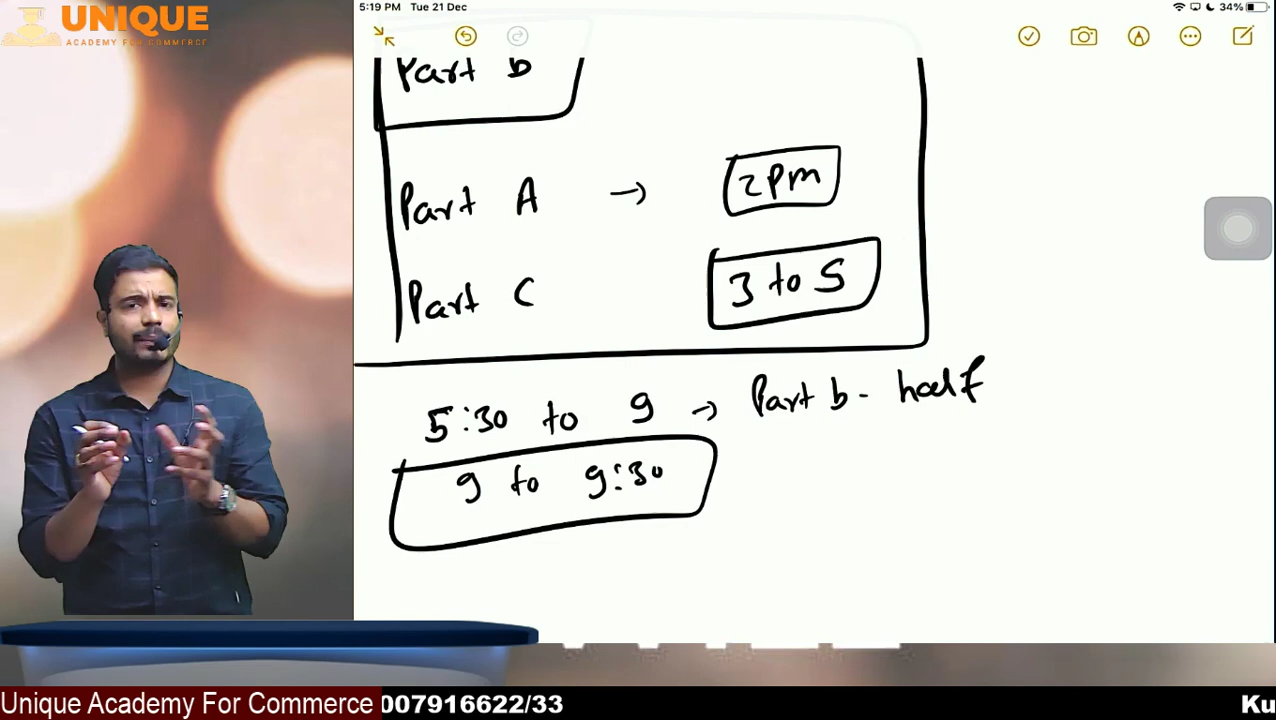 UNIQUE
ACADEMY FOR COMMERCE
5:19 PM Tue 21 Dec
34%
Part b
Part A → 2pm
Part C 3 to 5
5:30 to 9 → Part b - half
9 to 9:30
Unique Academy For Commerce 007916622/33 Ku